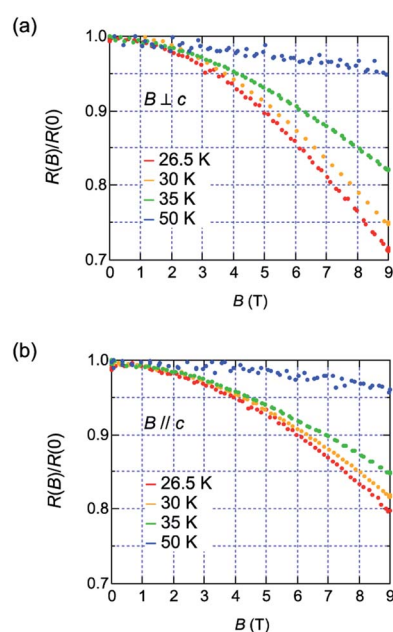 (a)
1.0
0.9
0.8
0.7
R(B)/R(0)
B ⊥ c
26.5 K
30 K
35 K
50 K
0 1 2 3 4 5 6 7 8 9
B (T)
(b)
1.0
0.9
0.8
0.7
R(B)/R(0)
B // c
26.5 K
30 K
35 K
50 K
0 1 2 3 4 5 6 7 8 9
B (T)